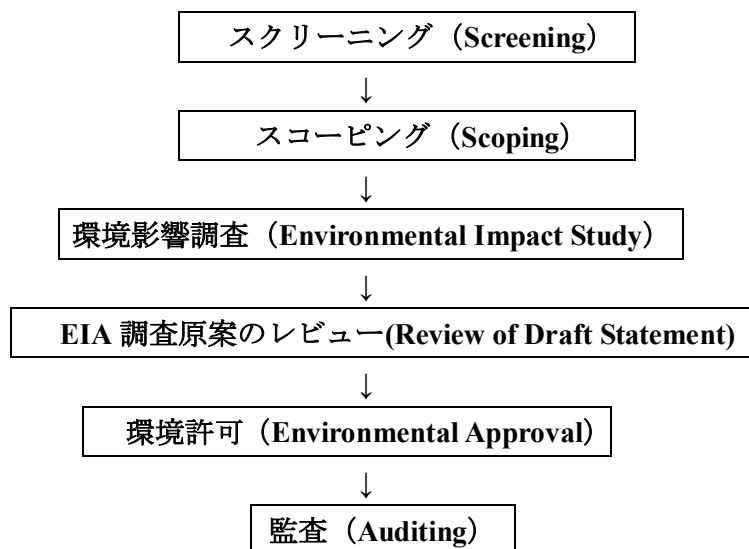 スクリーニング（Screening）
↓
スコーピング（Scoping）
↓
環境影響調査（Environmental Impact Study）
↓
EIA 調査原案のレビュー(Review of Draft Statement)
↓
環境許可（Environmental Approval）
↓
監査（Auditing）